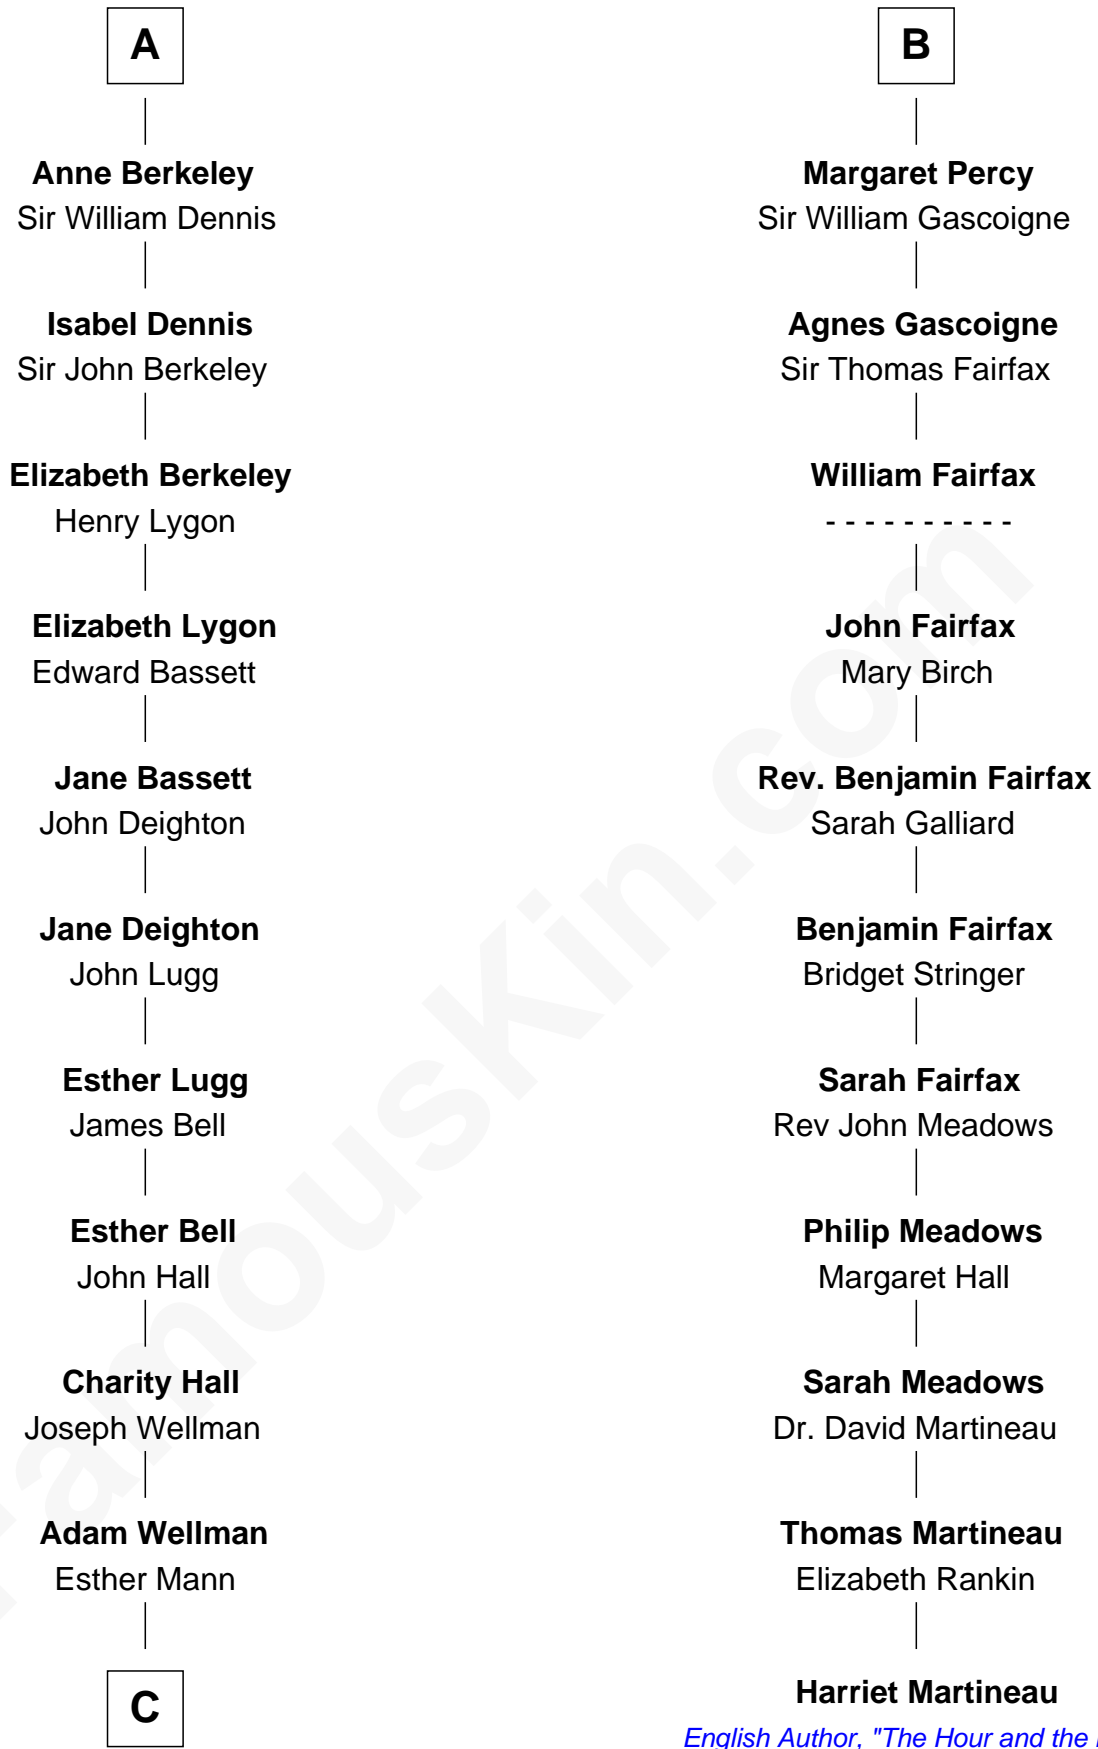 A
Anne Berkeley
Sir William Dennis
Isabel Dennis
Sir John Berkeley
Elizabeth Berkeley
Henry Lygon
Elizabeth Lygon
Edward Bassett
Jane Bassett
John Deighton
Jane Deighton
John Lugg
Esther Lugg
James Bell
Esther Bell
John Hall
Charity Hall
Joseph Wellman
Adam Wellman
Esther Mann
C
B
Margaret Percy
Sir William Gascoigne
Agnes Gascoigne
Sir Thomas Fairfax
William Fairfax
- - - - - - - - - -
John Fairfax
Mary Birch
Rev. Benjamin Fairfax
Sarah Galliard
Benjamin Fairfax
Bridget Stringer
Sarah Fairfax
Rev John Meadows
Philip Meadows
Margaret Hall
Sarah Meadows
Dr. David Martineau
Thomas Martineau
Elizabeth Rankin
Harriet Martineau
English Author, "The Hour and the
FamousKin.com